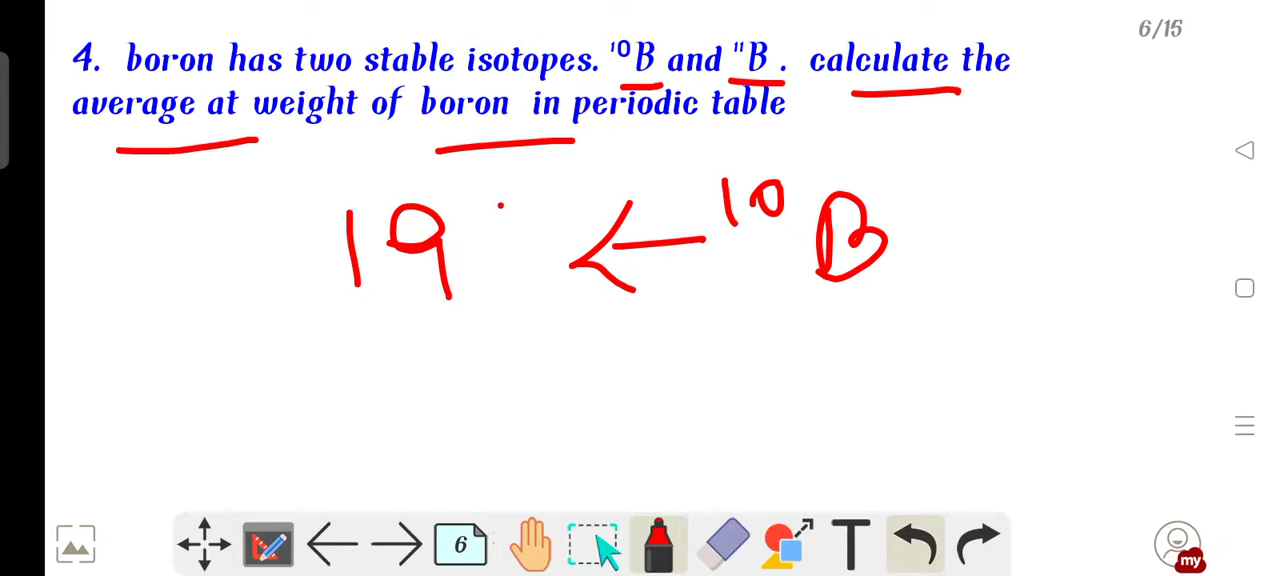 6/15
4. boron has two stable isotopes. ¹⁰B and ¹¹B. calculate the
average at weight of boron in periodic table
19 ← ¹⁰B
6 T
my